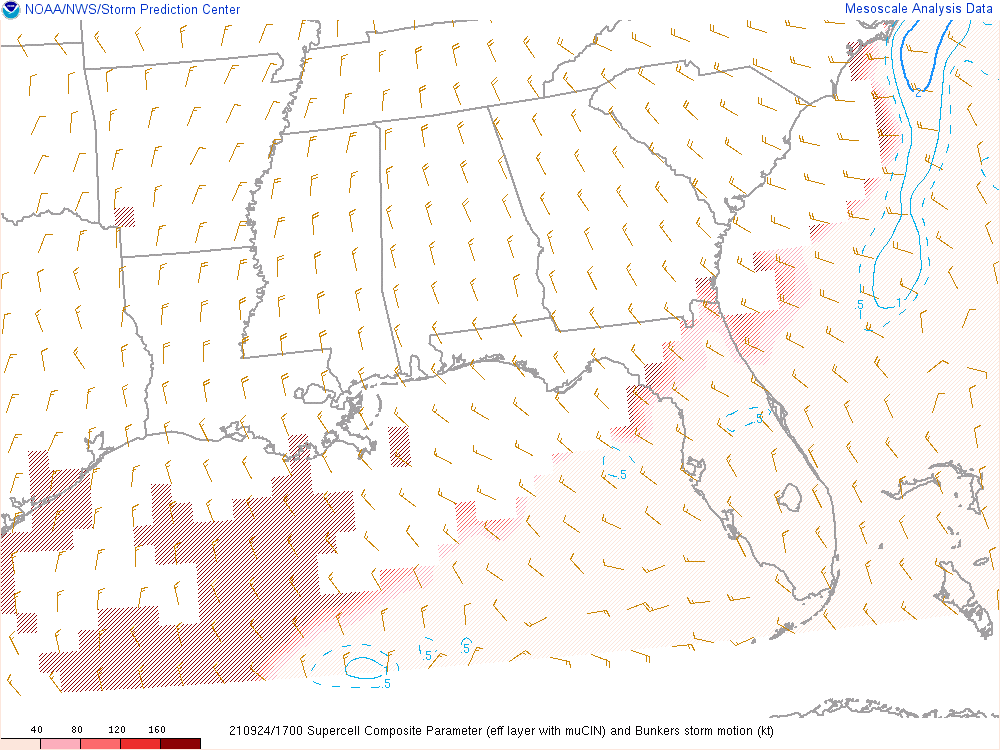 NOAA/NWS/Storm Prediction Center
Mesoscale Analysis Data
2
.5
1
.5
.5
.5
.5
.5
40 80 120 160
210924/1700 Supercell Composite Parameter (eff layer with muCIN) and Bunkers storm motion (kt)